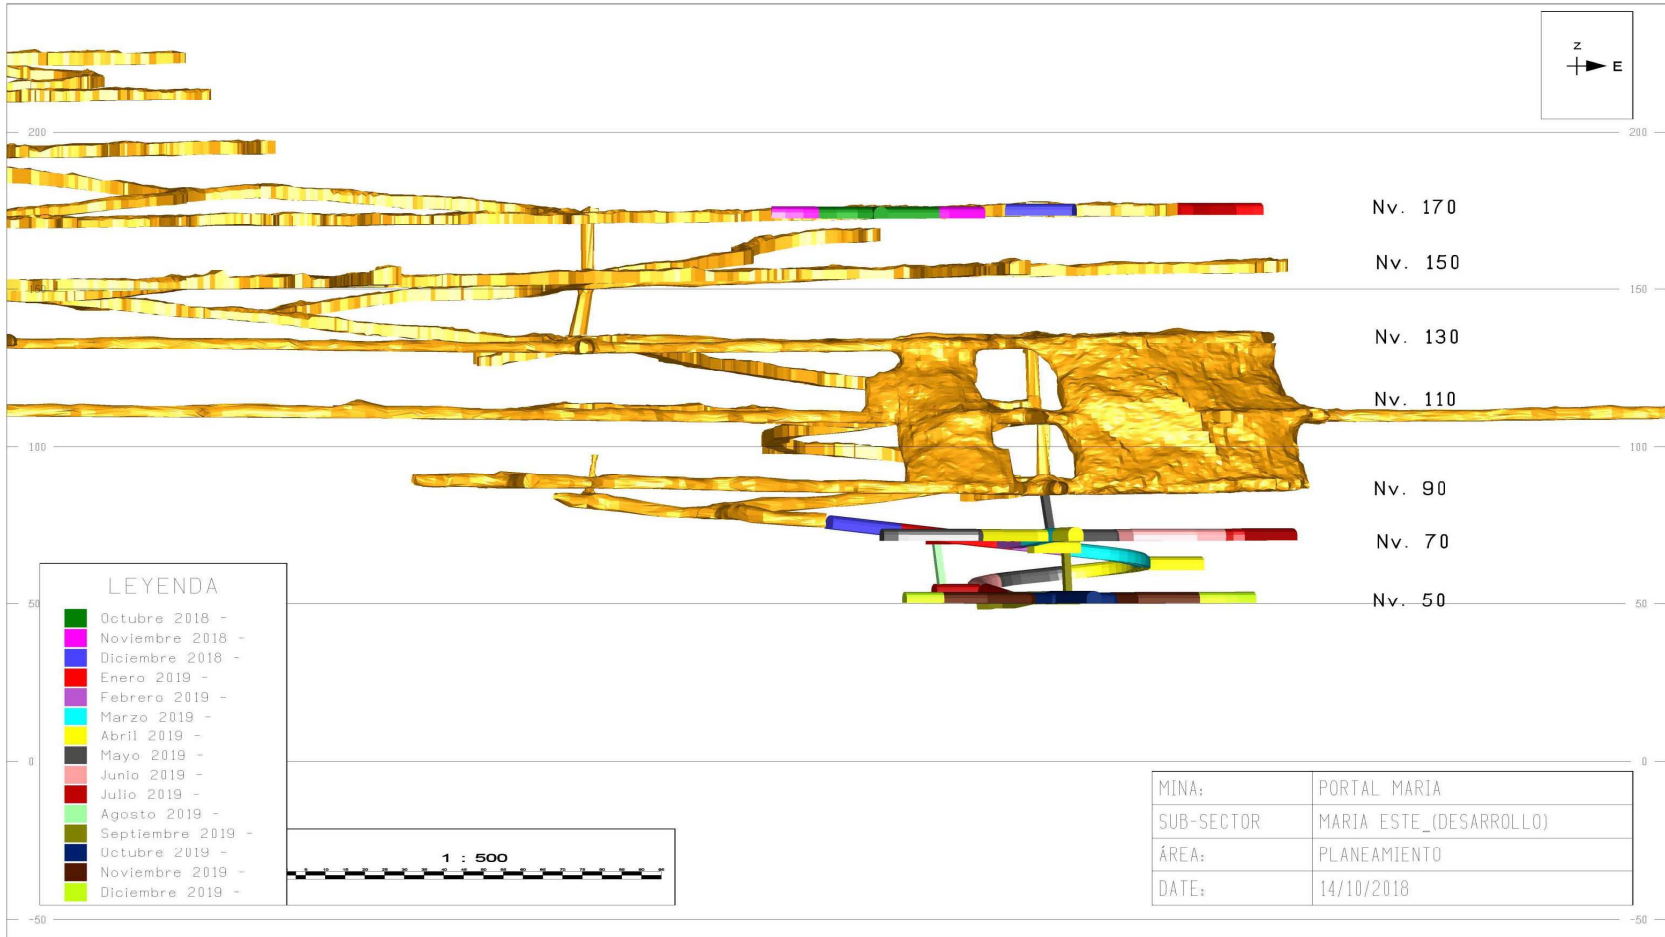 z
E
200
200
Nv. 170
Nv. 150
150
150
Nv. 130
Nv. 110
100
100
Nv. 90
Nv. 70
Nv. 50
50
50
LEYENDA
Octubre 2018 -
Noviembre 2018 -
Diciembre 2018 -
Enero 2019 -
Febrero 2019 -
Marzo 2019 -
Abril 2019 -
Mayo 2019 -
Junio 2019 -
Julio 2019 -
Agosto 2019 -
Septiembre 2019 -
Octubre 2019 -
Noviembre 2019 -
Diciembre 2019 -
0
0
1 : 500
MINA: PORTAL MARIA
SUB-SECTOR MARIA ESTE_(DESARROLLO)
ÁREA: PLANEAMIENTO
DATE: 14/10/2018
-50
-50